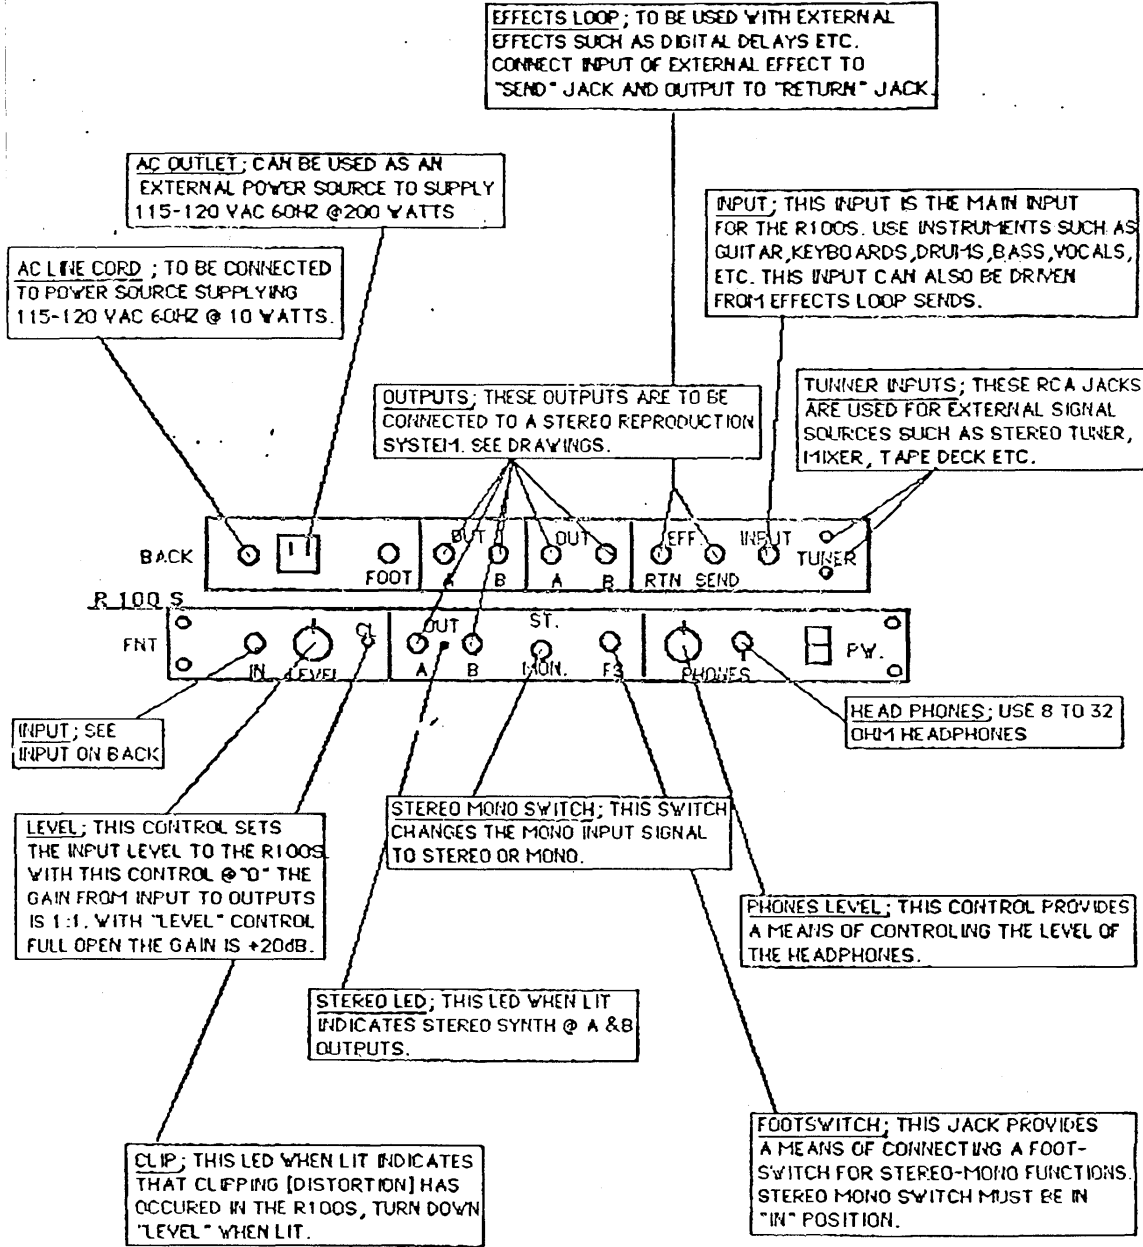 EFFECTS LOOP; TO BE USED WITH EXTERNAL
EFFECTS SUCH AS DIGITAL DELAYS ETC.
CONNECT INPUT OF EXTERNAL EFFECT TO
"SEND" JACK AND OUTPUT TO "RETURN" JACK.
AC OUTLET; CAN BE USED AS AN
EXTERNAL POWER SOURCE TO SUPPLY
115-120 VAC 60HZ @200 WATTS
INPUT; THIS INPUT IS THE MAIN INPUT
FOR THE R100S. USE INSTRUMENTS SUCH AS
GUITAR,KEYBOARDS,DRUMS,BASS,VOCALS,
ETC. THIS INPUT CAN ALSO BE DRIVEN
FROM EFFECTS LOOP SENDS.
AC LINE CORD ; TO BE CONNECTED
TO POWER SOURCE SUPPLYING
115-120 VAC 60HZ @ 10 WATTS.
OUTPUTS; THESE OUTPUTS ARE TO BE
CONNECTED TO A STEREO REPRODUCTION
SYSTEM. SEE DRAWINGS.
TUNNER INPUTS; THESE RCA JACKS
ARE USED FOR EXTERNAL SIGNAL
SOURCES SUCH AS STEREO TUNER,
MIXER, TAPE DECK ETC.
BACK
FOOT
OUT
A B
OUT
A B
EFF.
RTN SEND
INPUT
TUNER
R 100 S
FNT
IN
LEVEL
CL
OUT
A B
ST.
MON.
FS
PHONES
PW.
INPUT; SEE
INPUT ON BACK
HEAD PHONES; USE 8 TO 32
OHM HEADPHONES
LEVEL; THIS CONTROL SETS
THE INPUT LEVEL TO THE R100S.
WITH THIS CONTROL @"0" THE
GAIN FROM INPUT TO OUTPUTS
IS 1:1. WITH "LEVEL" CONTROL
FULL OPEN THE GAIN IS +20dB.
STEREO MONO SWITCH; THIS SWITCH
CHANGES THE MONO INPUT SIGNAL
TO STEREO OR MONO.
PHONES LEVEL; THIS CONTROL PROVIDES
A MEANS OF CONTROLING THE LEVEL OF
THE HEADPHONES.
STEREO LED; THIS LED WHEN LIT
INDICATES STEREO SYNTH @ A &B
OUTPUTS.
CLIP; THIS LED WHEN LIT INDICATES
THAT CLIPPING [DISTORTION] HAS
OCCURED IN THE R100S, TURN DOWN
"LEVEL" WHEN LIT.
FOOTSWITCH; THIS JACK PROVIDES
A MEANS OF CONNECTING A FOOT-
SWITCH FOR STEREO-MONO FUNCTIONS.
STEREO MONO SWITCH MUST BE IN
"IN" POSITION.